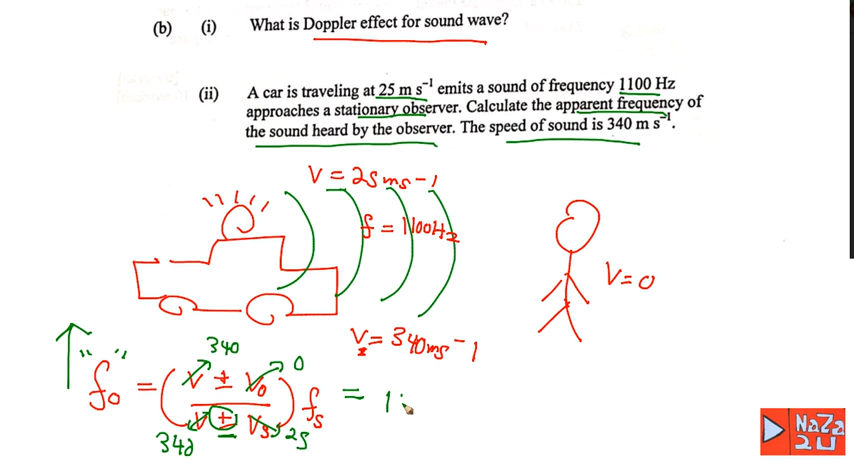 (b) (i) What is Doppler effect for sound wave?
(ii) A car is traveling at 25 m s⁻¹ emits a sound of frequency 1100 Hz
approaches a stationary observer. Calculate the apparent frequency of
the sound heard by the observer. The speed of sound is 340 m s⁻¹.
V = 25ms-1
f = 1100Hz
V=0
V = 340ms-1
340 0
"fo" = (V ± Vo / V ± Vs) fs = 1
340 25
NaZa
2U